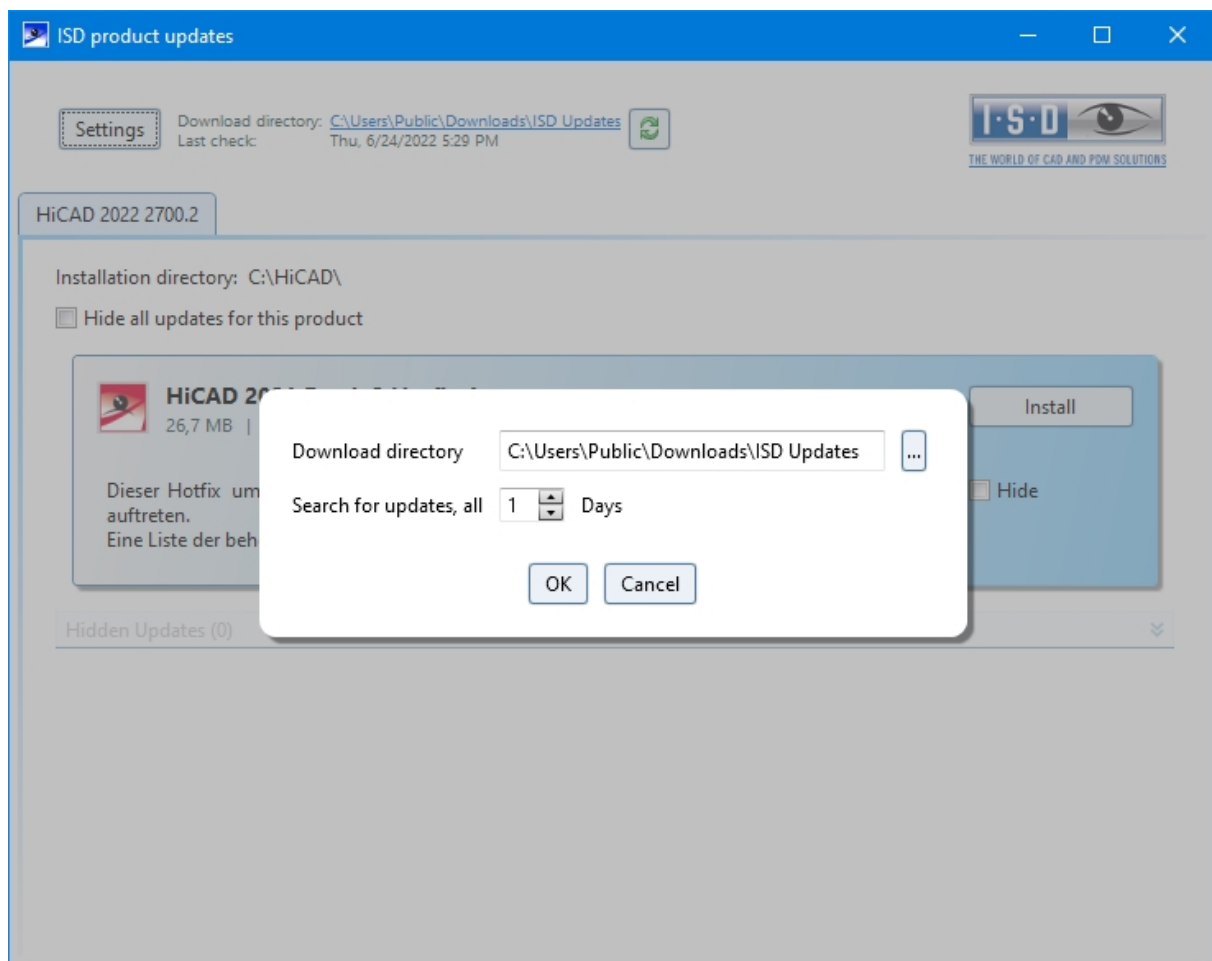 ISD product updates
Settings
Download directory: C:\Users\Public\Downloads\ISD Updates
Last check: Thu, 6/24/2022 5:29 PM
I·S·D
THE WORLD OF CAD AND PDM SOLUTIONS
HiCAD 2022 2700.2
Installation directory: C:\HiCAD\
Hide all updates for this product
HiCAD
26,7 MB |
Install
Download directory C:\Users\Public\Downloads\ISD Updates ...
Dieser Hotfix um
Hide
auftreten.
Search for updates, all 1 Days
Eine Liste der beh
OK Cancel
Hidden Updates (0)